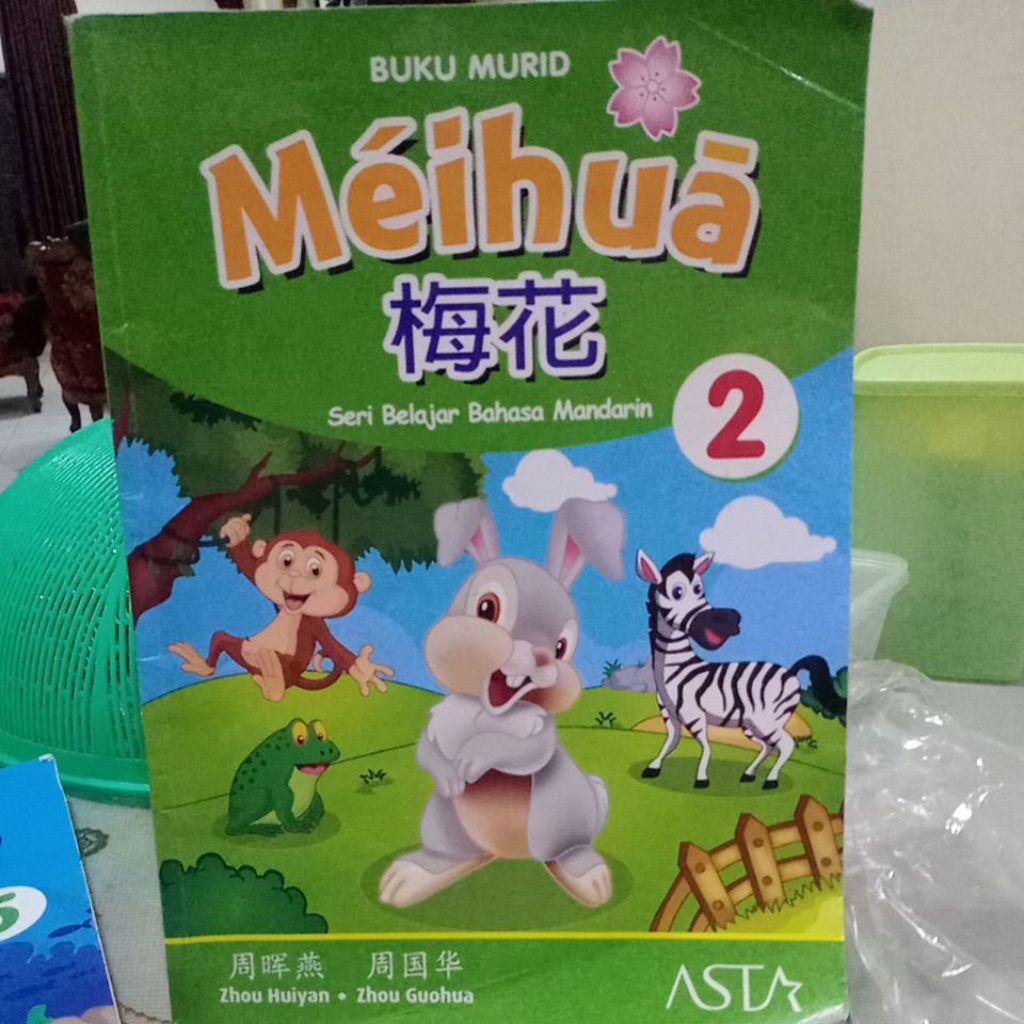 BUKU MURID
Méihuā
梅花
Seri Belajar Bahasa Mandarin
2
周晖燕 周国华
Zhou Huiyan • Zhou Guohua
ASTA